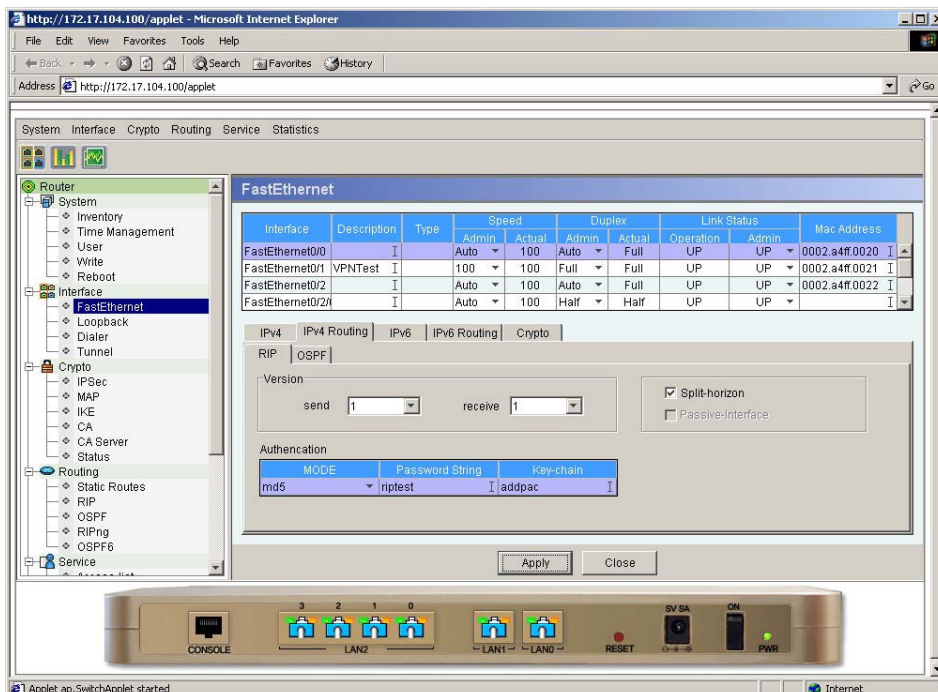 http://172.17.104.100/applet - Microsoft Internet Explorer
File Edit View Favorites Tools Help
Back Search Favorites History
Address http://172.17.104.100/applet Go
System Interface Crypto Routing Service Statistics
Router
System
Inventory
Time Management
User
Write
Reboot
Interface
FastEthernet
Loopback
Dialer
Tunnel
Crypto
IPSec
MAP
IKE
CA
CA Server
Status
Routing
Static Routes
RIP
OSPF
RIPng
OSPF6
Service
FastEthernet
Interface Description Type Speed Duplex Link Status Mac Address
Admin Actual Admin Actual Operation Admin
FastEthernet0/0 Auto 100 Auto Full UP UP 0002.a4ff.0020
FastEthernet0/1 VPNTest 100 100 Full Full UP UP 0002.a4ff.0021
FastEthernet0/2 Auto 100 Auto Full UP UP 0002.a4ff.0022
FastEthernet0/2/ Auto 100 Half Half UP UP
IPv4 IPv4 Routing IPv6 IPv6 Routing Crypto
RIP OSPF
Version
send 1 receive 1
Split-horizon
Passive-Interface
Authencation
MODE Password String Key-chain
md5 riptest addpac
Apply Close
3 2 1 0 5V 5A ON
CONSOLE LAN2 LAN1 LAN0 RESET PWR
Applet ap.SwitchApplet started Internet